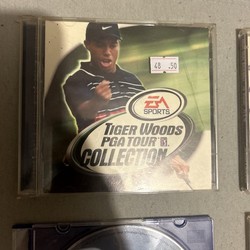 48 .50
EA
SPORTS
TIGER WOODS
PGA TOUR
COLLECTION